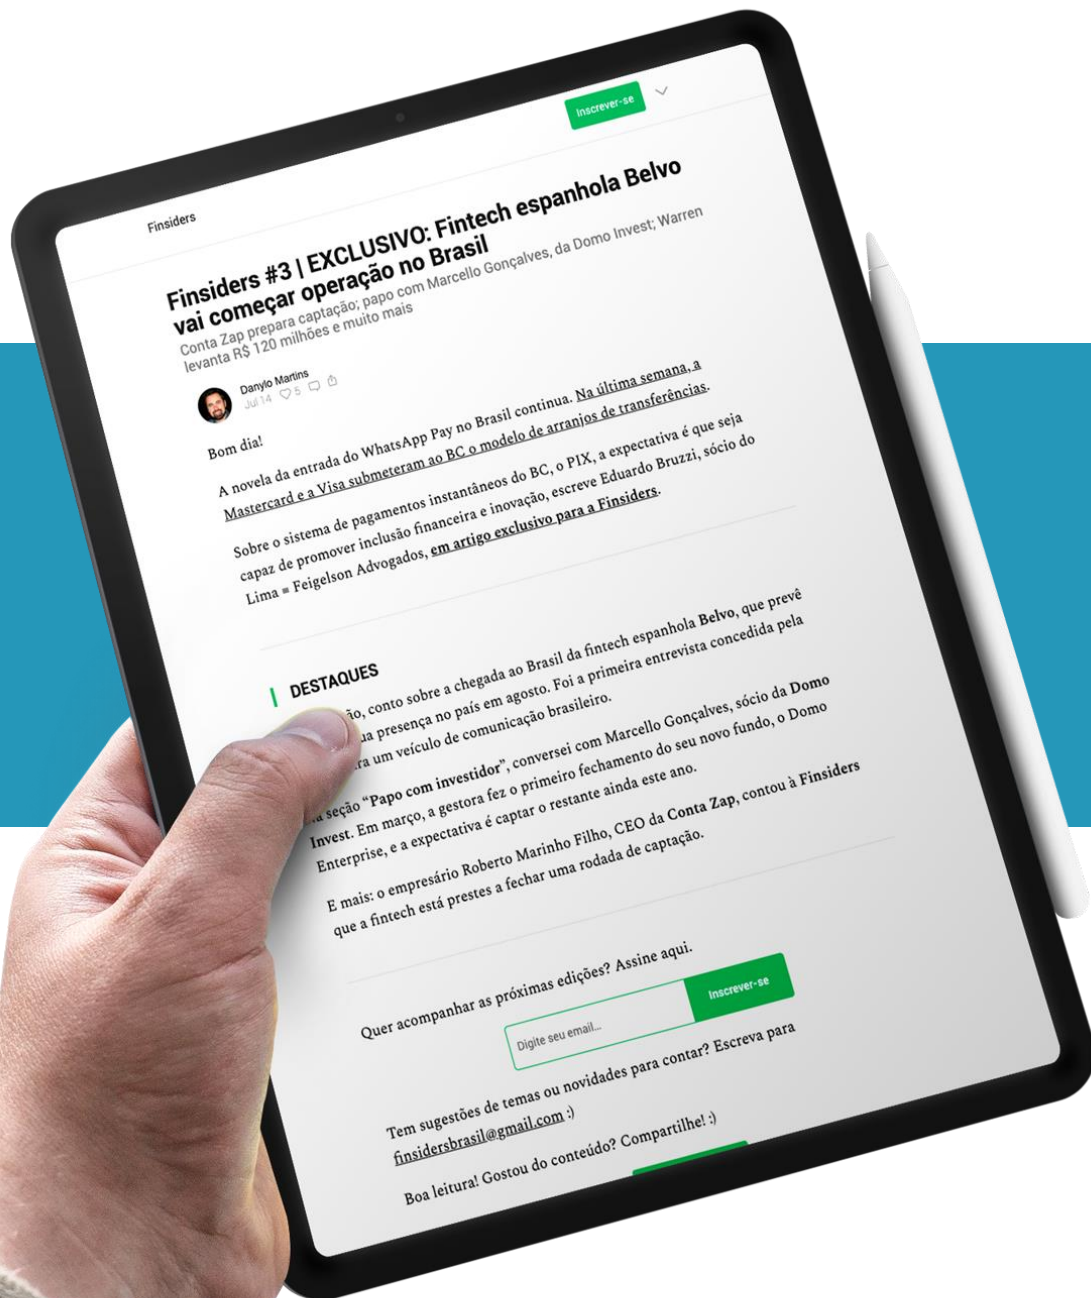 Inscrever-se
Finsiders
Finsiders #3 | EXCLUSIVO: Fintech espanhola Belvo
vai começar operação no Brasil
Conta Zap prepara captação; papo com Marcello Gonçalves, da Domo Invest; Warren
levanta R$ 120 milhões e muito mais
Danylo Martins
Jul 14 5
Bom dia!
A novela da entrada do WhatsApp Pay no Brasil continua. Na última semana, a
Mastercard e a Visa submeteram ao BC o modelo de arranjos de transferências.
Sobre o sistema de pagamentos instantâneos do BC, o PIX, a expectativa é que seja
capaz de promover inclusão financeira e inovação, escreve Eduardo Bruzzi, sócio do
Lima = Feigelson Advogados, em artigo exclusivo para a Finsiders.
DESTAQUES
conto sobre a chegada ao Brasil da fintech espanhola Belvo, que prevê
presença no país em agosto. Foi a primeira entrevista concedida pela
um veículo de comunicação brasileiro.
seção “Papo com investidor”, conversei com Marcello Gonçalves, sócio da Domo
Invest. Em março, a gestora fez o primeiro fechamento do seu novo fundo, o Domo
Enterprise, e a expectativa é captar o restante ainda este ano.
E mais: o empresário Roberto Marinho Filho, CEO da Conta Zap, contou à Finsiders
que a fintech está prestes a fechar uma rodada de captação.
Quer acompanhar as próximas edições? Assine aqui.
Digite seu email... Inscrever-se
Tem sugestões de temas ou novidades para contar? Escreva para
finsidersbrasil@gmail.com :)
Boa leitura! Gostou do conteúdo? Compartilhe! :)